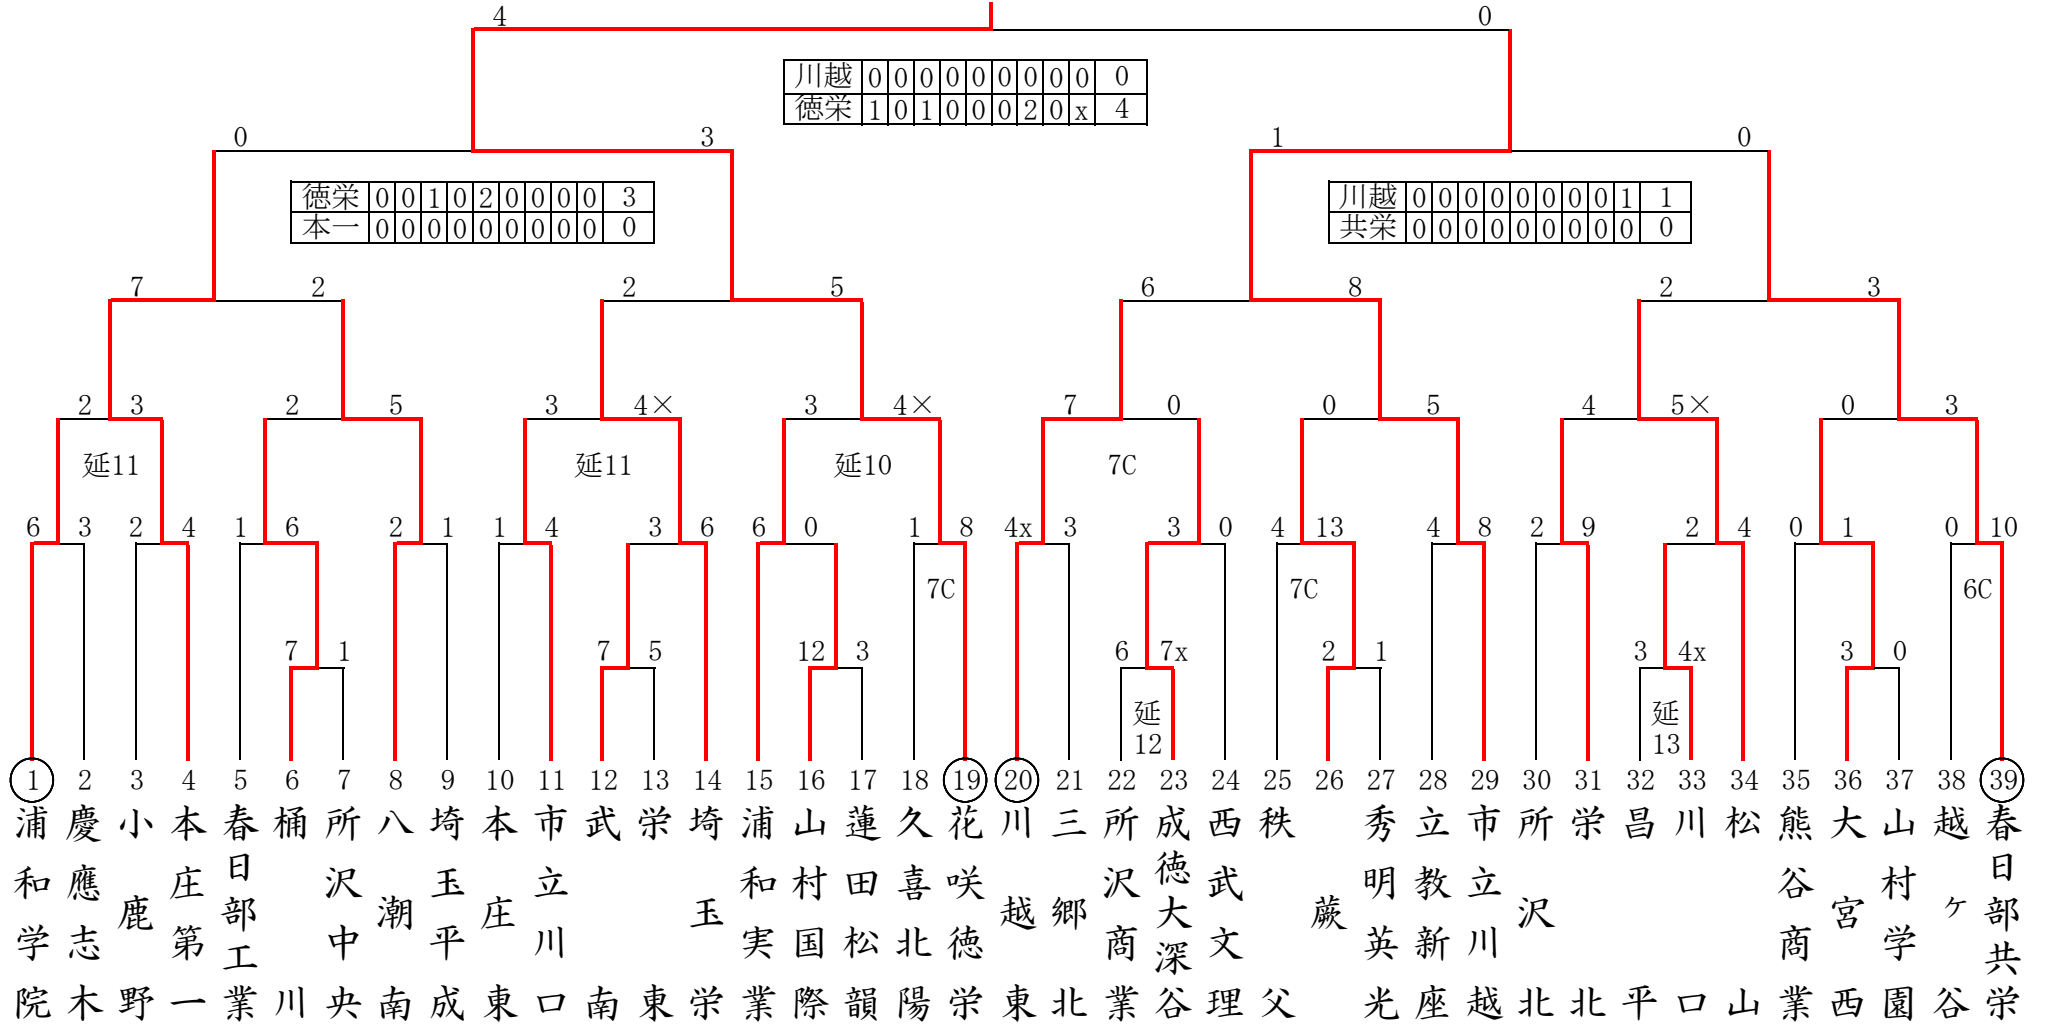 4 0
川越 0 0 0 0 0 0 0 0 0 0
徳栄 1 0 1 0 0 0 2 0 x 4
0 3 1 0
徳栄 0 0 1 0 2 0 0 0 0 3
本一 0 0 0 0 0 0 0 0 0 0
川越 0 0 0 0 0 0 0 0 1 1
共栄 0 0 0 0 0 0 0 0 0 0
7 2 2 5 6 8 2 3
2 3 2 5 3 4× 3 4× 7 0 0 5 4 5× 0 3
延11 延11 延10 7C
6 3 2 4 1 6 2 1 1 4 3 6 6 0 1 8 4x 3 3 0 4 13 4 8 2 9 2 4 0 1 0 10
7C 7C 6C
7 1 7 5 12 3 6 7x 2 1 3 4x 3 0
延12 延13
1 2 3 4 5 6 7 8 9 10 11 12 13 14 15 16 17 18 19 20 21 22 23 24 25 26 27 28 29 30 31 32 33 34 35 36 37 38 39
浦和学院
慶應志木
小鹿野
本庄第一
春日部工業
桶川
所沢中央
八潮南
埼玉平成
本庄東
市立川口
武南
栄東
埼玉栄
浦和実業
山村国際
蓮田松韻
久喜北陽
花咲徳栄
川越東
三郷北
所沢商業
成徳大深谷
西武文理
秩父
蕨
秀明英光
立教新座
市立川越
所沢北
栄北
昌平
川口
松山
熊谷商業
大宮西
山村学園
越ヶ谷
春日部共栄